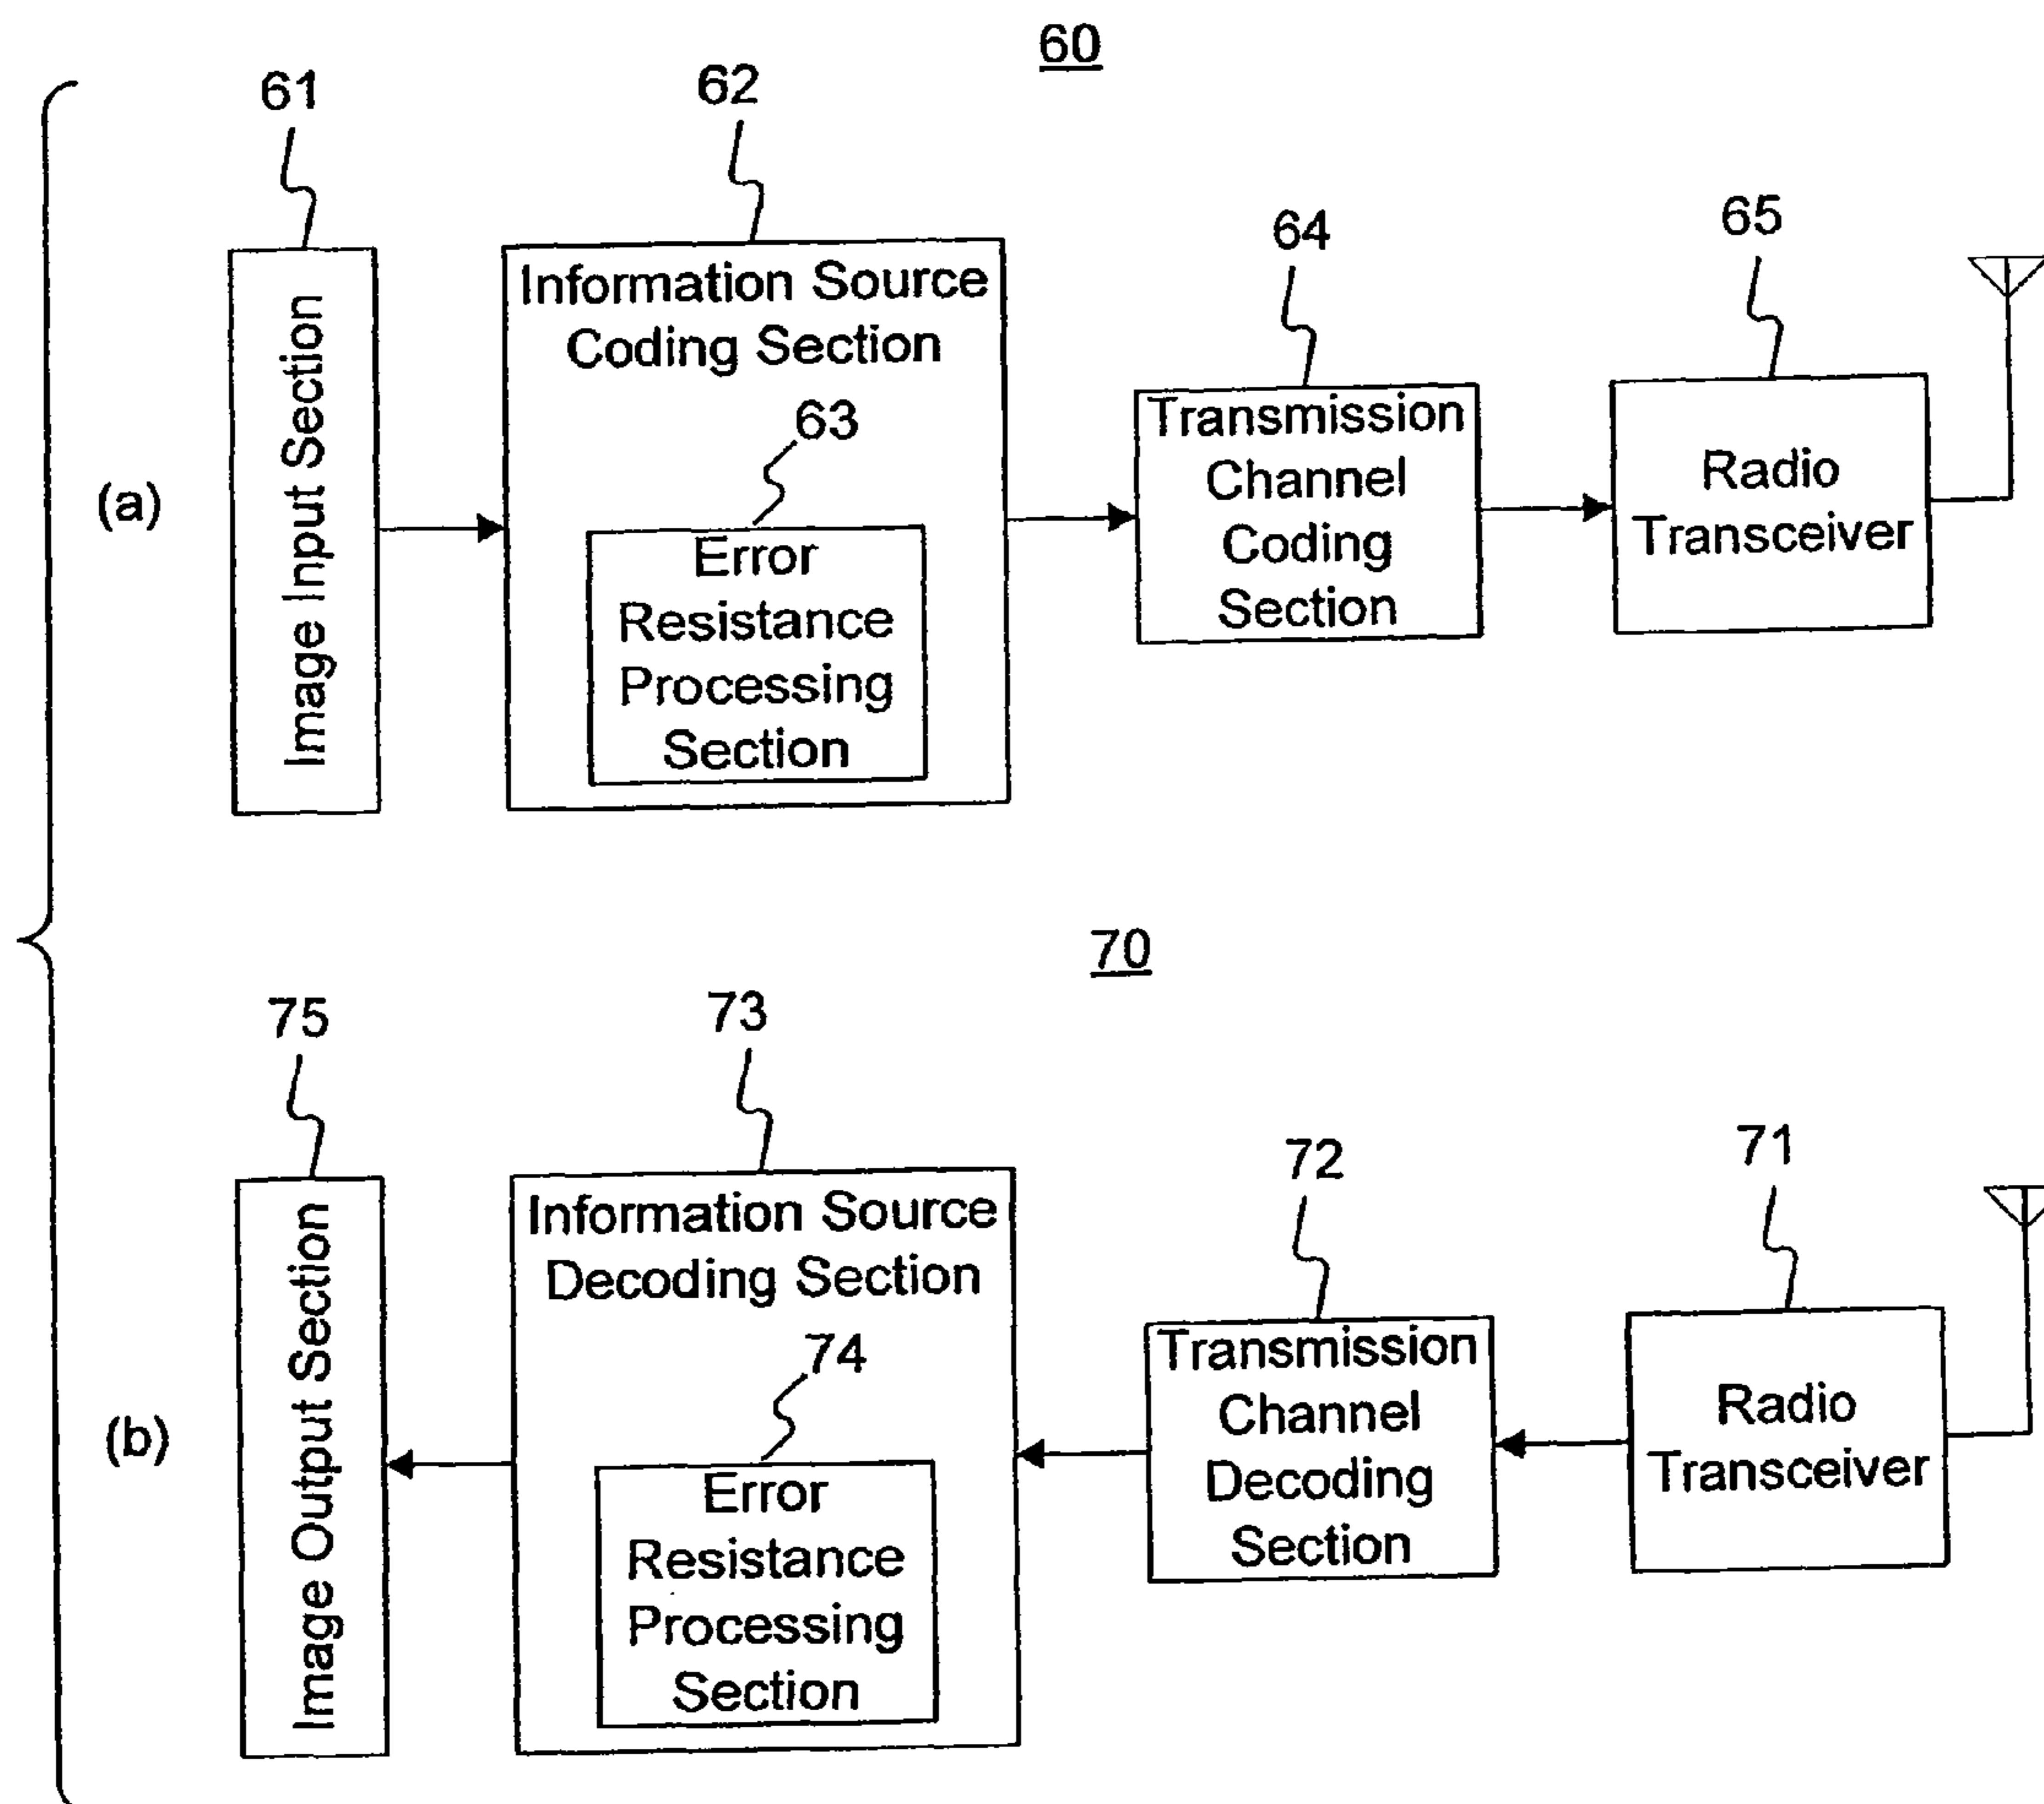 60
61
62
64
65
Information Source
Coding Section
63
Image Input Section
(a)
Error
Resistance
Processing
Section
Transmission
Channel
Coding
Section
Radio
Transceiver
70
75
73
72
71
Information Source
Decoding Section
74
Image Output Section
(b)
Error
Resistance
Processing
Section
Transmission
Channel
Decoding
Section
Radio
Transceiver